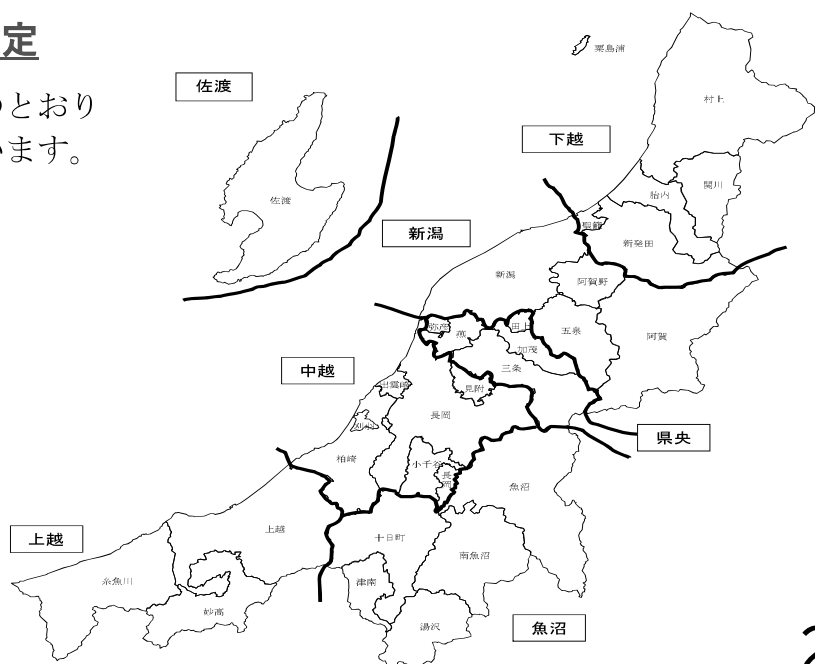 定
のとおり
います。
佐渡
粟島浦
村上
下越
関川
胎内
佐渡
聖籠
新発田
新潟
新潟
阿賀野
弥彦
燕
田上
五泉
阿賀
加茂
三条
中越
出雲崎
見附
長岡
刈羽
県央
柏崎
小千谷
長岡
魚沼
上越
上越
十日町
南魚沼
糸魚川
津南
妙高
湯沢
魚沼